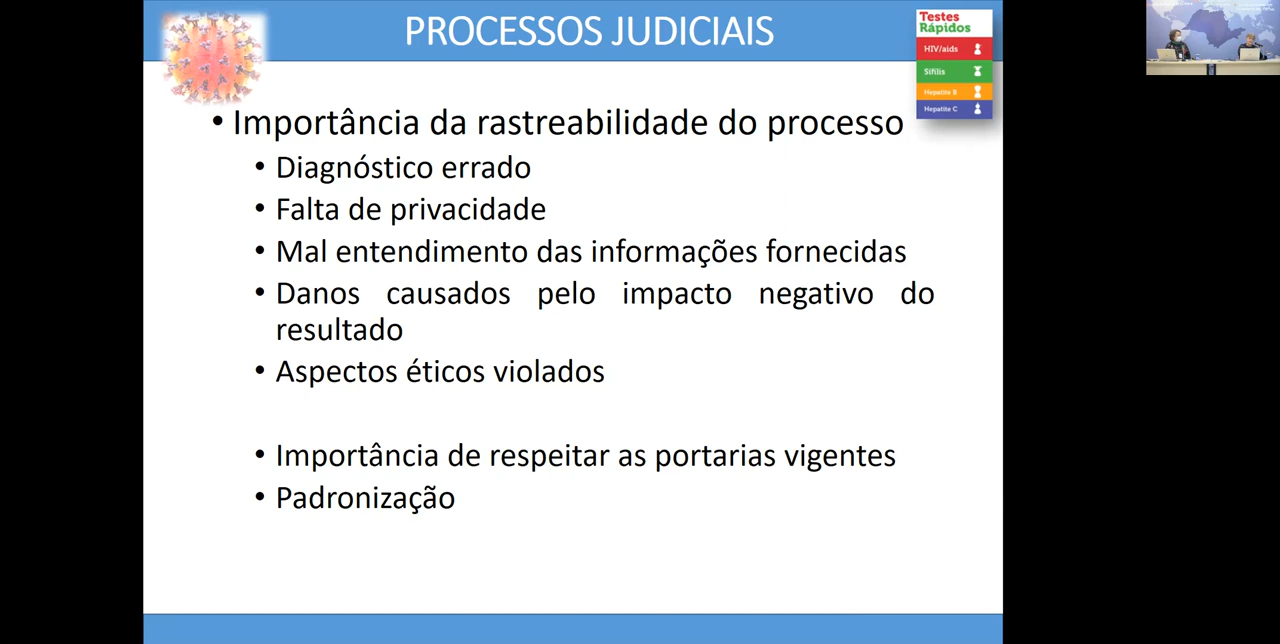 PROCESSOS JUDICIAIS
Testes
Rápidos
HIV/aids
Sífilis
Hepatite B
Hepatite C
• Importância da rastreabilidade do processo
• Diagnóstico errado
• Falta de privacidade
• Mal entendimento das informações fornecidas
• Danos causados pelo impacto negativo do
resultado
• Aspectos éticos violados
• Importância de respeitar as portarias vigentes
• Padronização